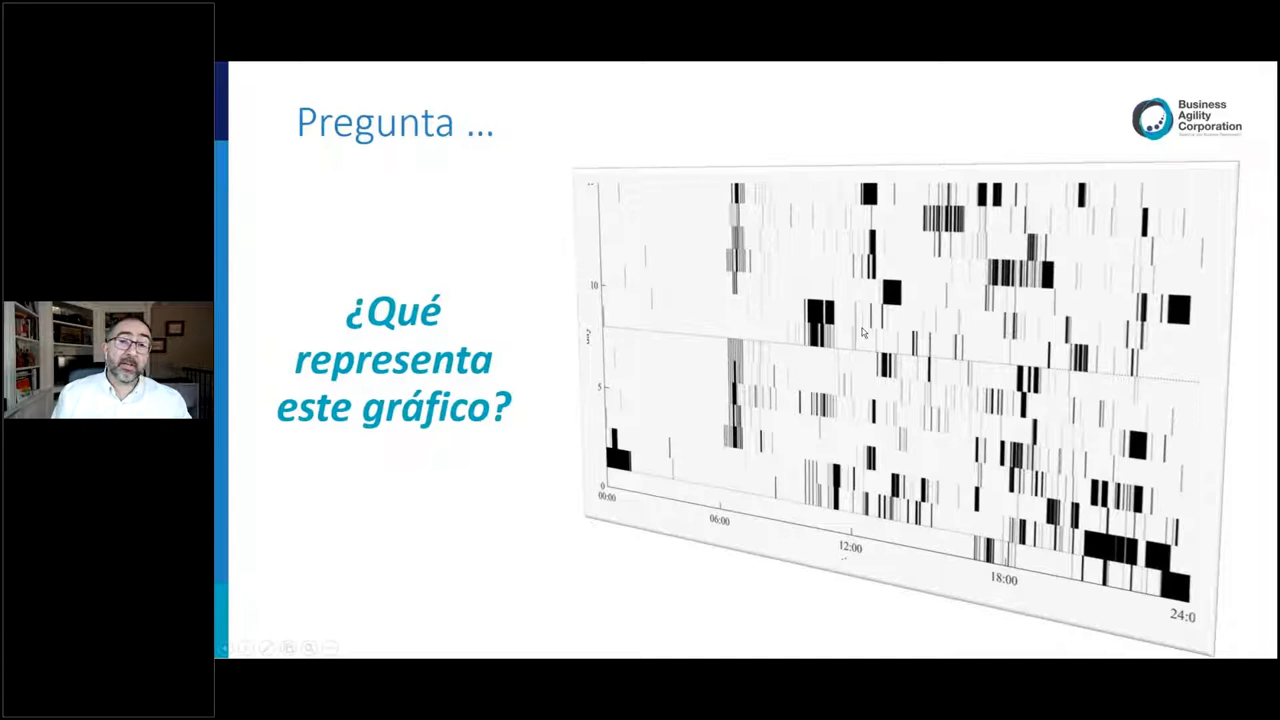 Pregunta ...
Business
Agility
Corporation
¿Qué
representa
este gráfico?
10
5
0
00:00
06:00
12:00
18:00
24:0